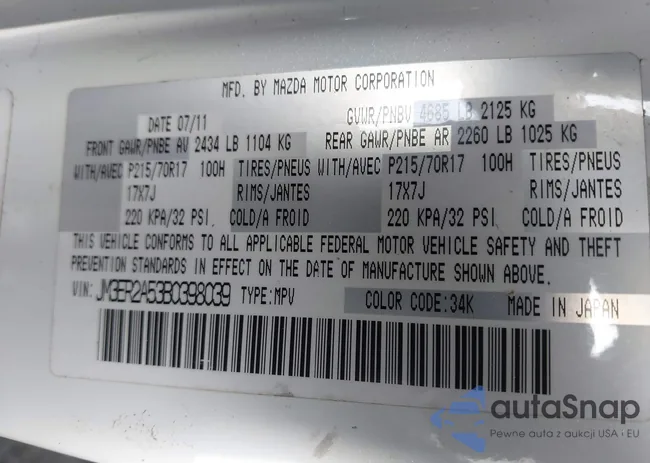 MFD. BY MAZDA MOTOR CORPORATION
DATE 07/11 GVWR/PNBV 4685 LB 2125 KG
FRONT GAWR/PNBE AV 2434 LB 1104 KG REAR GAWR/PNBE AR 2260 LB 1025 KG
WITH/AVEC P215/70R17 100H TIRES/PNEUS WITH/AVEC P215/70R17 100H TIRES/PNEUS
17X7J RIMS/JANTES 17X7J RIMS/JANTES
220 KPA/32 PSI. COLD/A FROID 220 KPA/32 PSI. COLD/A FROID
THIS VEHICLE CONFORMS TO ALL APPLICABLE FEDERAL MOTOR VEHICLE SAFETY AND THEFT
PREVENTION STANDARDS IN EFFECT ON THE DATE OF MANUFACTURE SHOWN ABOVE.
VIN: JM3ER2A53B0398039 TYPE:MPV COLOR CODE:34K MADE IN JAPAN
autaSnap
Pewne auta z aukcji USA i EU